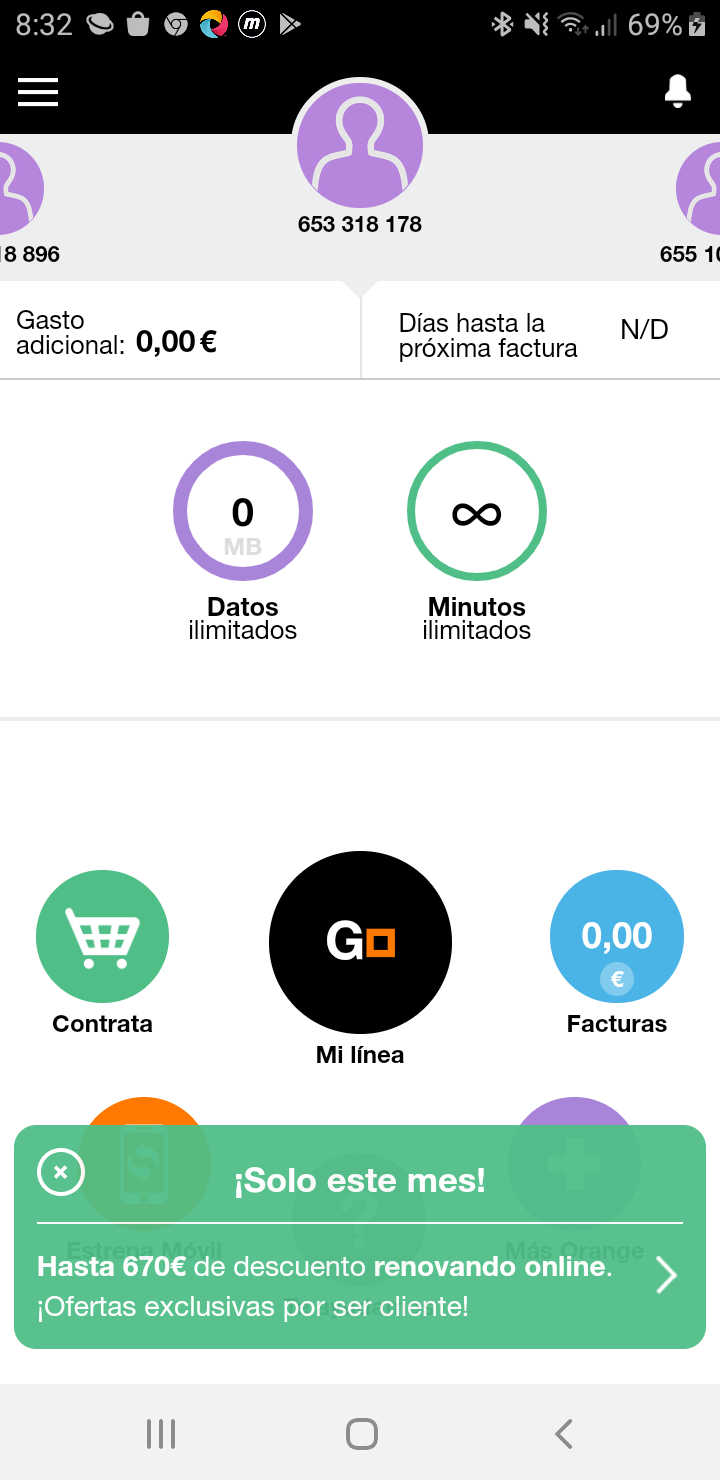 8:32
69%
18 896
653 318 178
655 10
Gasto
adicional: 0,00 €
Días hasta la
próxima factura
N/D
0
MB
Datos
ilimitados
∞
Minutos
ilimitados
Contrata
Go
Mi línea
0,00
€
Facturas
¡Solo este mes!
Estrena Móvil
Más Orange
Hasta 670€ de descuento renovando online.
¡Ofertas exclusivas por ser cliente!